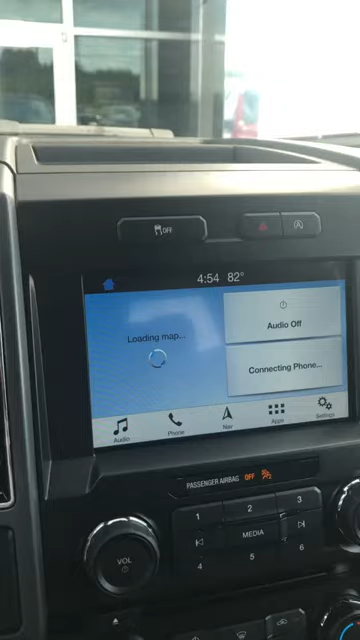 OFF
4:54 82°
Loading map...
Audio Off
Connecting Phone...
Audio Phone Nav Apps Settings
PASSENGER AIRBAG OFF
1 2 3
VOL MEDIA
4 5 6